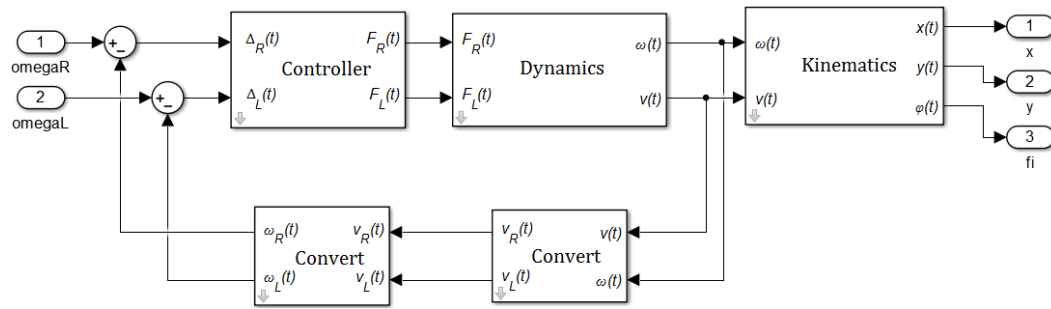 1
omegaR
2
omegaL
+
−
+
−
Δ_R(t)
Δ_L(t)
Controller
F_R(t)
F_L(t)
F_R(t)
F_L(t)
Dynamics
ω(t)
v(t)
ω(t)
v(t)
Kinematics
x(t)
y(t)
φ(t)
1
x
2
y
3
fi
ω_R(t)
ω_L(t)
Convert
v_R(t)
v_L(t)
v_R(t)
v_L(t)
Convert
v(t)
ω(t)